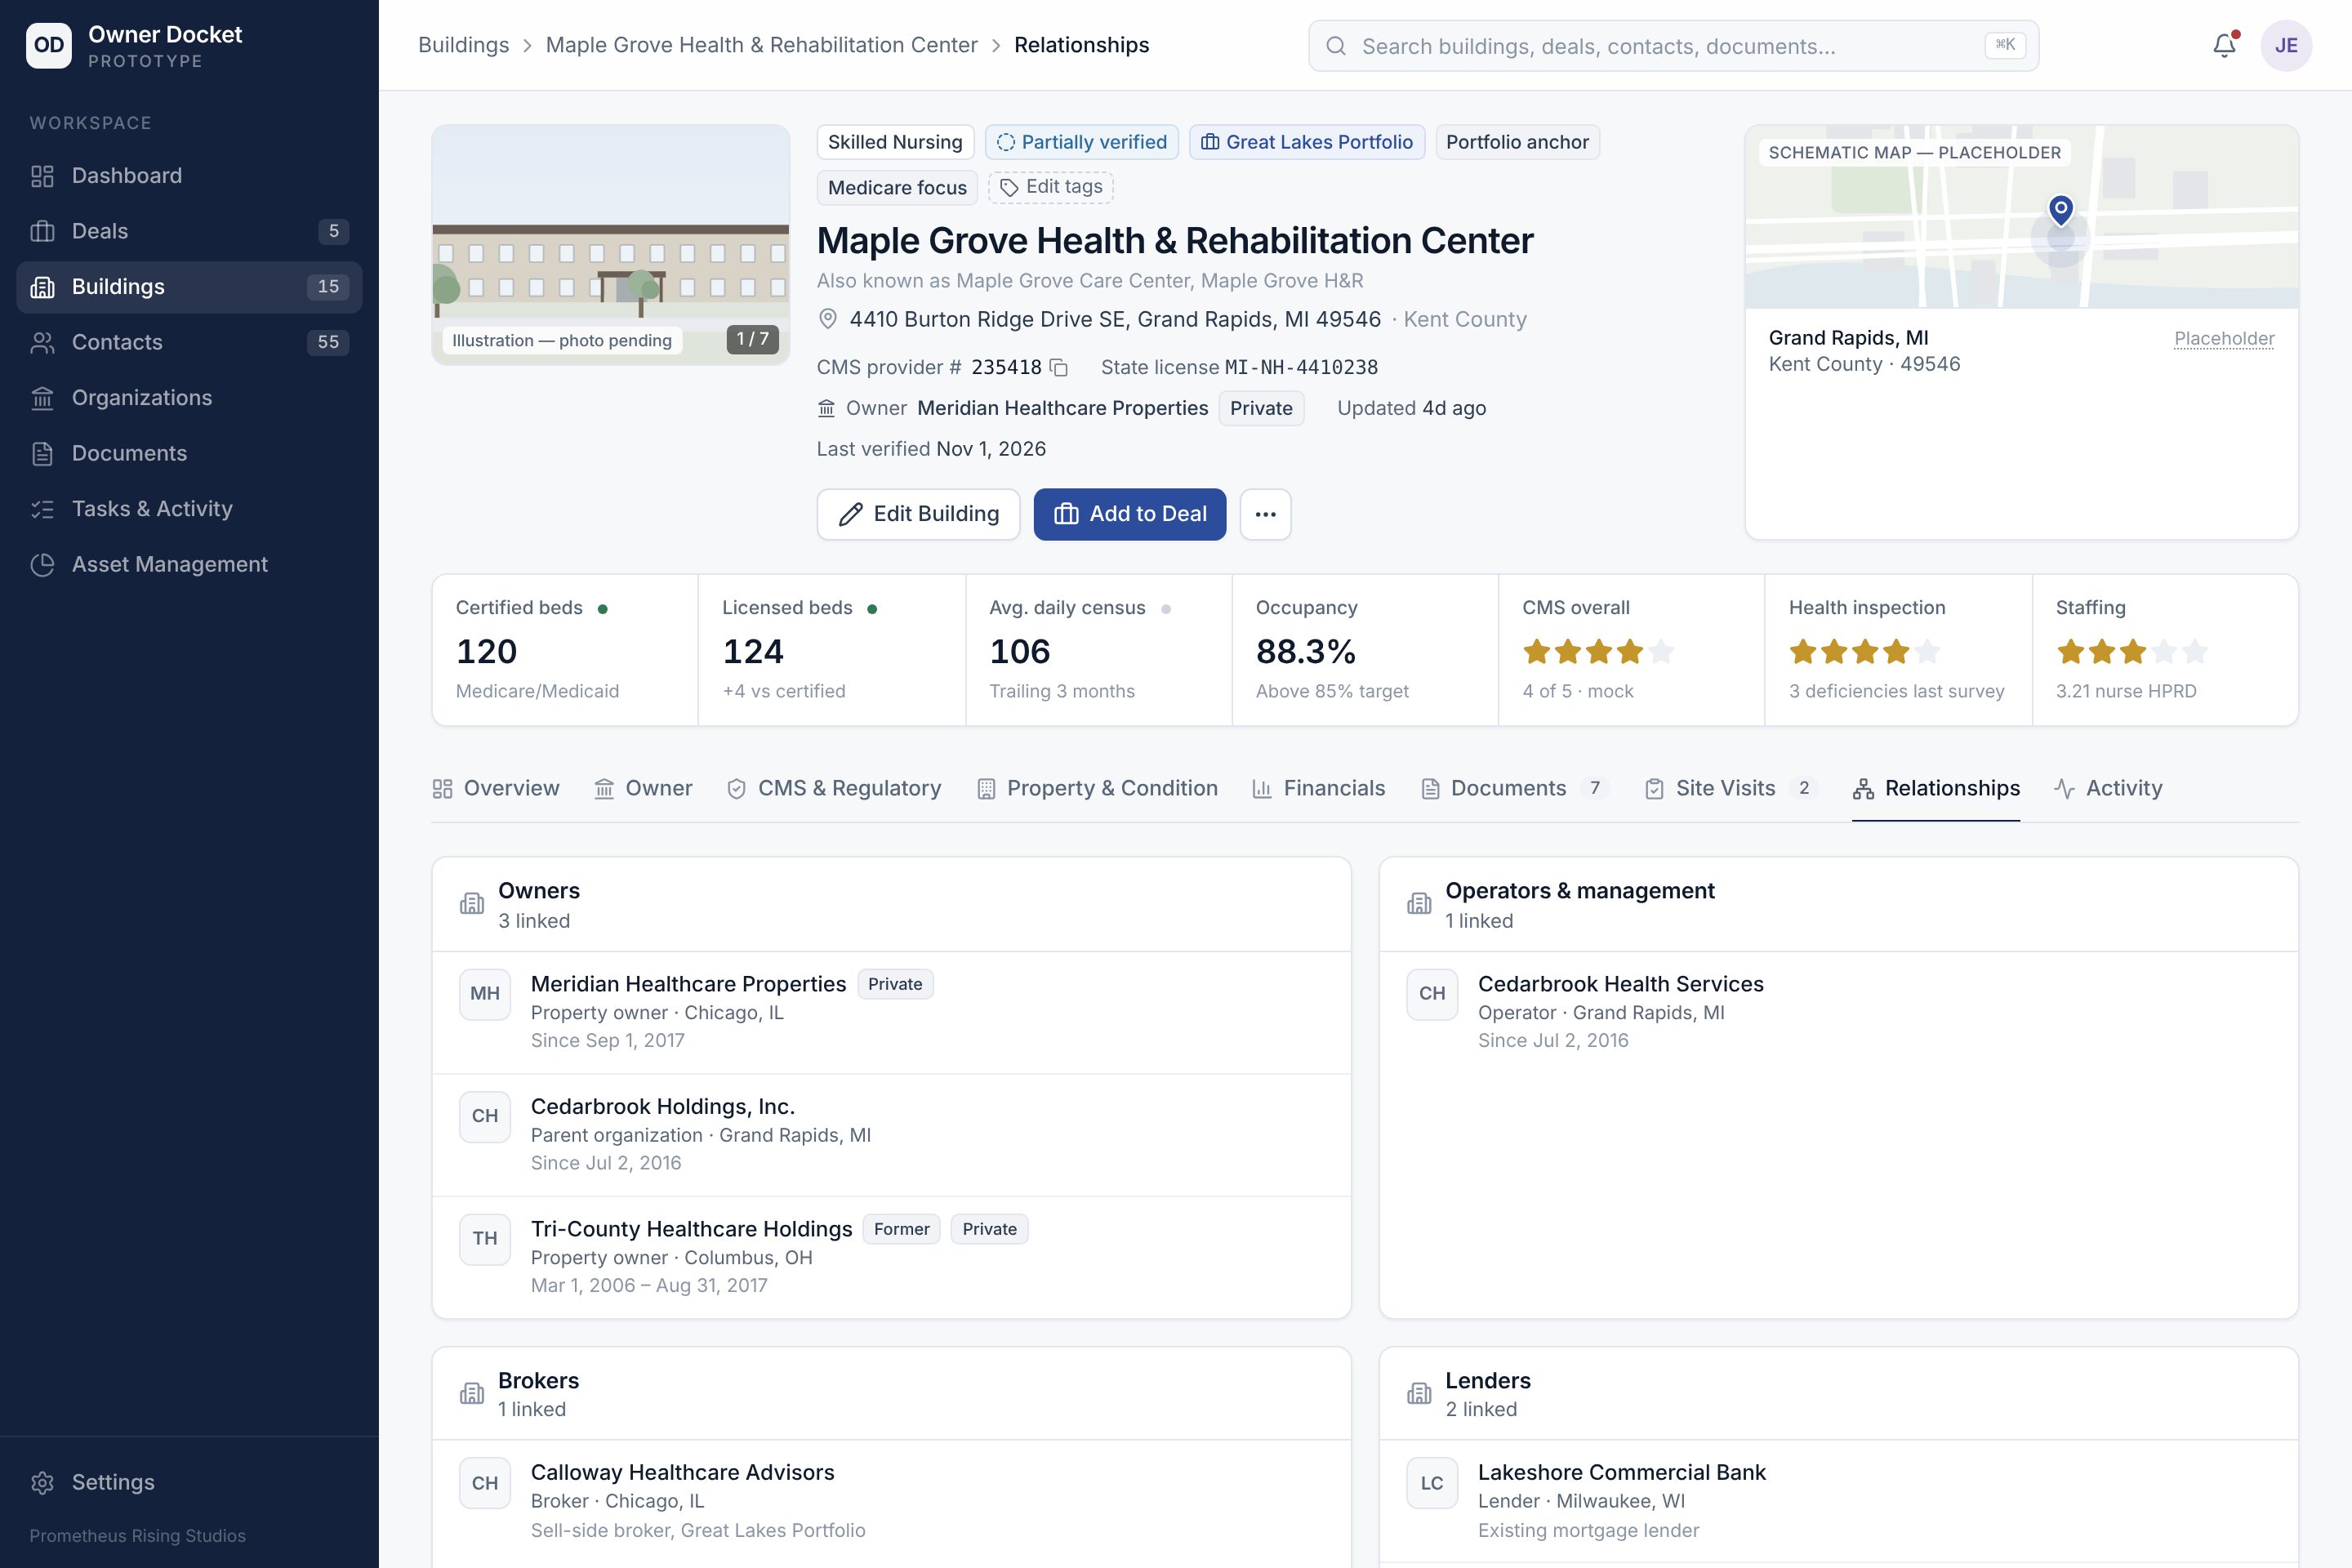 OD
Owner Docket
PROTOTYPE
WORKSPACE
Dashboard
Deals 5
Buildings 15
Contacts 55
Organizations
Documents
Tasks & Activity
Asset Management
Settings
Prometheus Rising Studios
Buildings > Maple Grove Health & Rehabilitation Center > Relationships
Search buildings, deals, contacts, documents... ⌘K
JE
Illustration — photo pending
1 / 7
Skilled Nursing Partially verified Great Lakes Portfolio Portfolio anchor
Medicare focus Edit tags
Maple Grove Health & Rehabilitation Center
Also known as Maple Grove Care Center, Maple Grove H&R
4410 Burton Ridge Drive SE, Grand Rapids, MI 49546 · Kent County
CMS provider # 235418 State license MI-NH-4410238
Owner Meridian Healthcare Properties Private Updated 4d ago
Last verified Nov 1, 2026
Edit Building Add to Deal
SCHEMATIC MAP — PLACEHOLDER
Grand Rapids, MI Placeholder
Kent County · 49546
Certified beds
120
Medicare/Medicaid
Licensed beds
124
+4 vs certified
Avg. daily census
106
Trailing 3 months
Occupancy
88.3%
Above 85% target
CMS overall
4 of 5 · mock
Health inspection
3 deficiencies last survey
Staffing
3.21 nurse HPRD
Overview Owner CMS & Regulatory Property & Condition Financials Documents 7 Site Visits 2 Relationships Activity
Owners
3 linked
MH
Meridian Healthcare Properties Private
Property owner · Chicago, IL
Since Sep 1, 2017
CH
Cedarbrook Holdings, Inc.
Parent organization · Grand Rapids, MI
Since Jul 2, 2016
TH
Tri-County Healthcare Holdings Former Private
Property owner · Columbus, OH
Mar 1, 2006 – Aug 31, 2017
Operators & management
1 linked
CH
Cedarbrook Health Services
Operator · Grand Rapids, MI
Since Jul 2, 2016
Brokers
1 linked
CH
Calloway Healthcare Advisors
Broker · Chicago, IL
Sell-side broker, Great Lakes Portfolio
Lenders
2 linked
LC
Lakeshore Commercial Bank
Lender · Milwaukee, WI
Existing mortgage lender